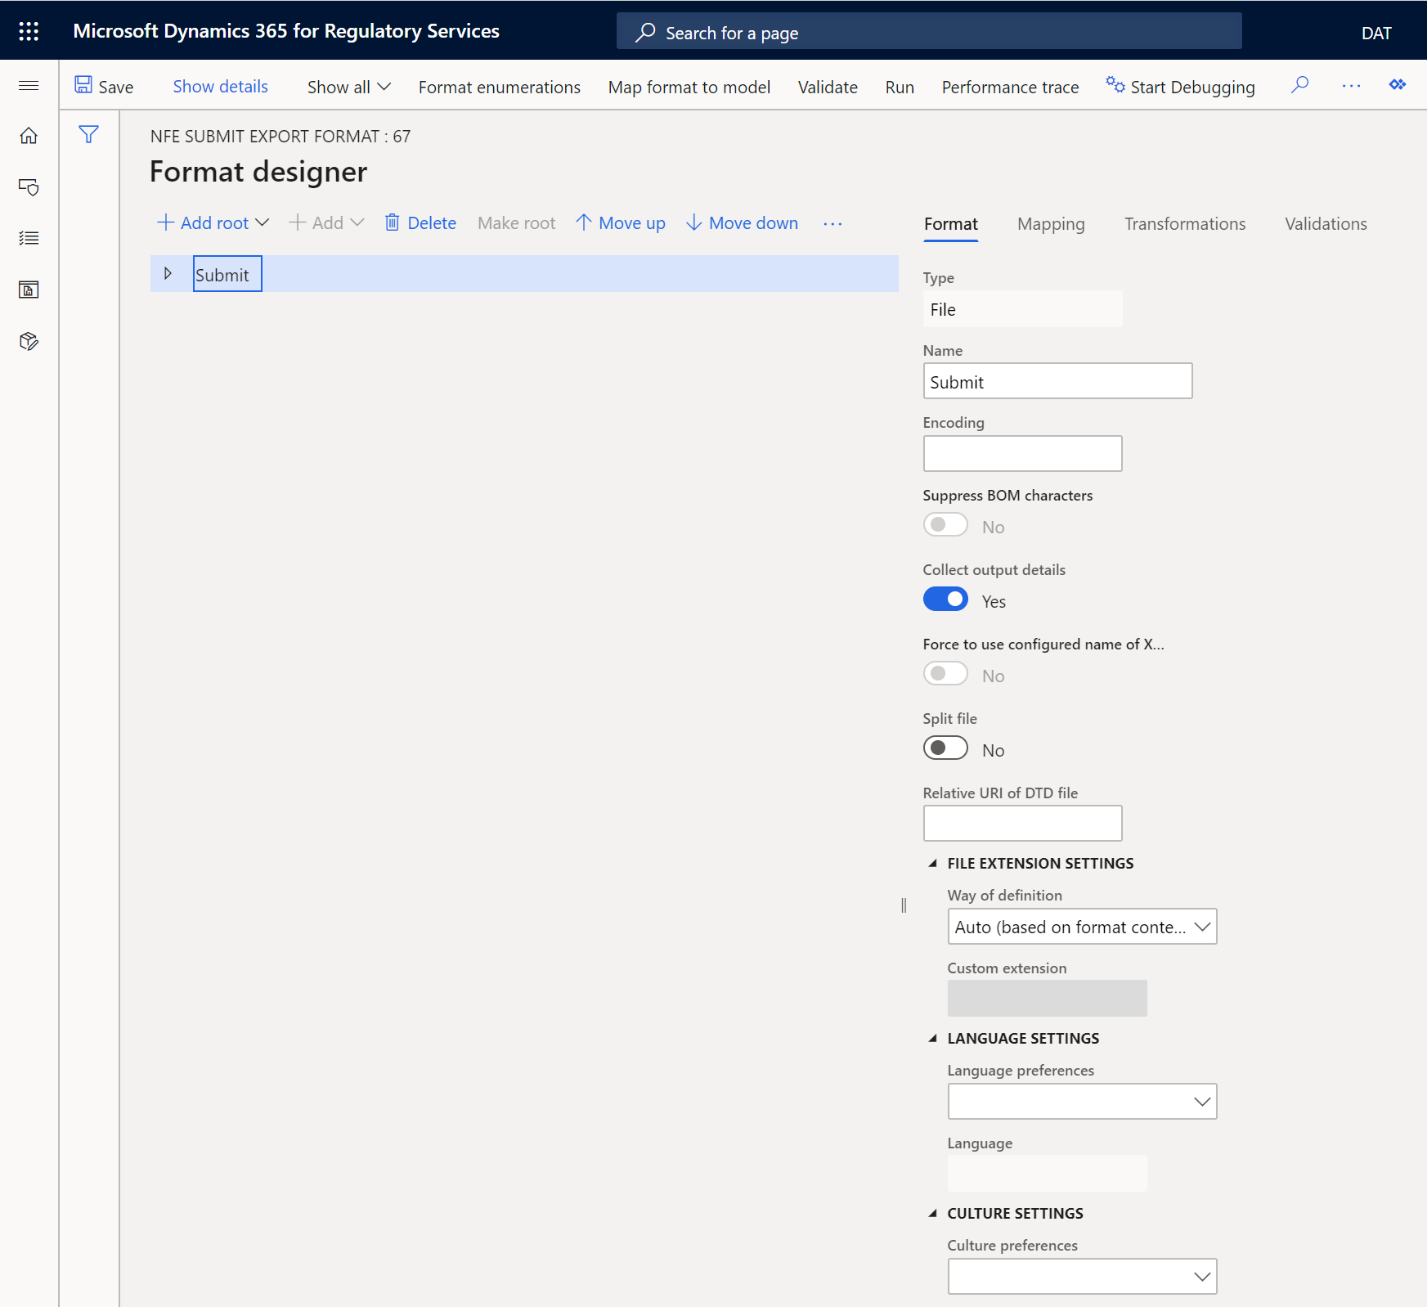 Microsoft Dynamics 365 for Regulatory Services
Search for a page
DAT
Save
Show details
Show all
Format enumerations
Map format to model
Validate
Run
Performance trace
Start Debugging
NFE SUBMIT EXPORT FORMAT : 67
Format designer
Add root
Add
Delete
Make root
Move up
Move down
Submit
Format
Mapping
Transformations
Validations
Type
File
Name
Submit
Encoding
Suppress BOM characters
No
Collect output details
Yes
Force to use configured name of X...
No
Split file
No
Relative URI of DTD file
FILE EXTENSION SETTINGS
Way of definition
Auto (based on format conte...
Custom extension
LANGUAGE SETTINGS
Language preferences
Language
CULTURE SETTINGS
Culture preferences